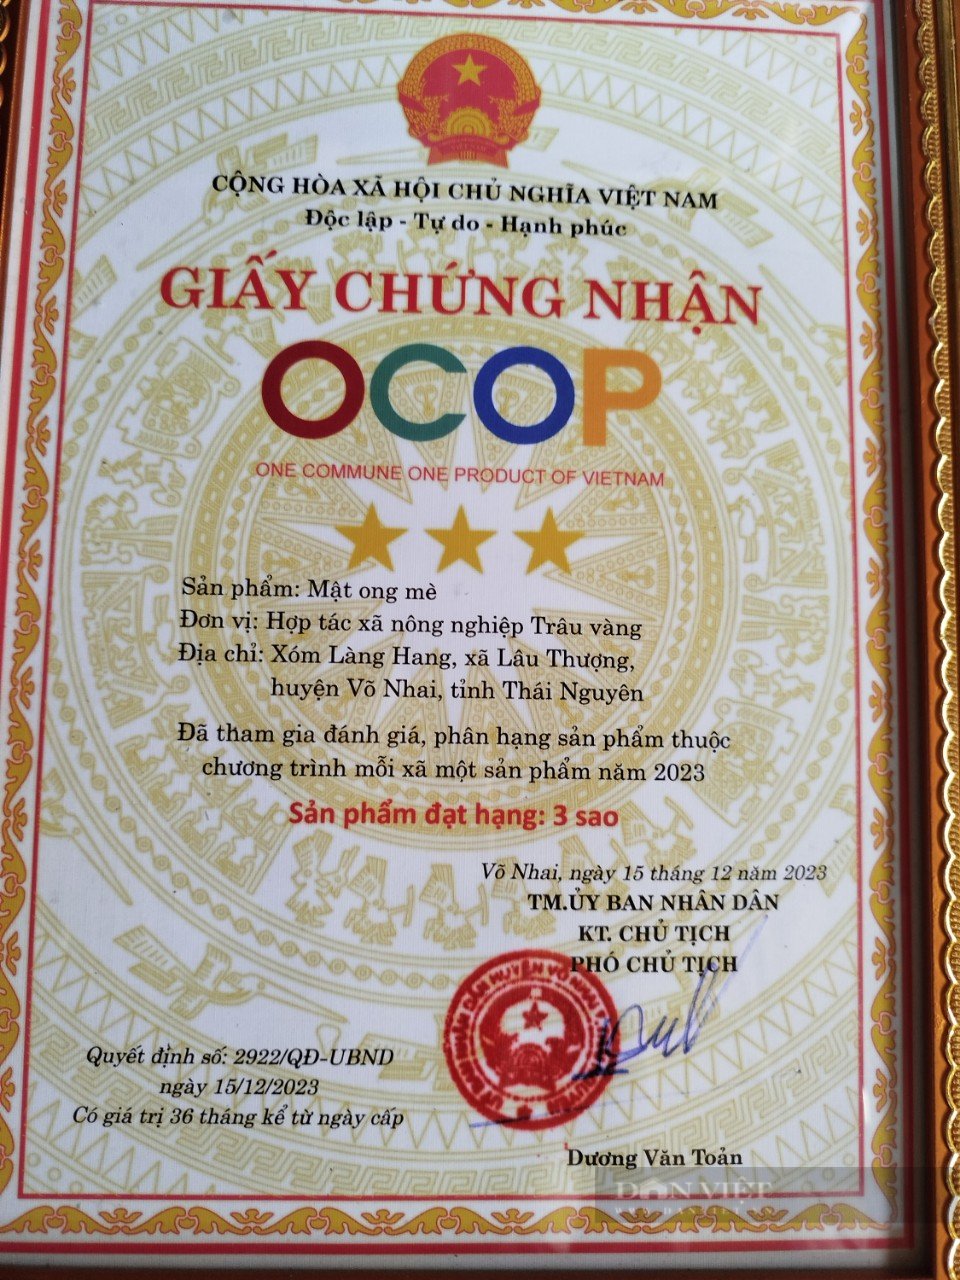 CỘNG HÒA XÃ HỘI CHỦ NGHĨA VIỆT NAM
Độc lập - Tự do - Hạnh phúc
GIẤY CHỨNG NHẬN
OCOP
ONE COMMUNE ONE PRODUCT OF VIETNAM
Sản phẩm: Mật ong mè
Đơn vị: Hợp tác xã nông nghiệp Trâu vàng
Địa chỉ: Xóm Làng Hang, xã Lâu Thượng,
huyện Võ Nhai, tỉnh Thái Nguyên
Đã tham gia đánh giá, phân hạng sản phẩm thuộc
chương trình mỗi xã một sản phẩm năm 2023
Sản phẩm đạt hạng: 3 sao
Võ Nhai, ngày 15 tháng 12 năm 2023
TM.ỦY BAN NHÂN DÂN
KT. CHỦ TỊCH
PHÓ CHỦ TỊCH
Quyết định số: 2922/QĐ-UBND
ngày 15/12/2023
Có giá trị 36 tháng kể từ ngày cấp
Dương Văn Toản
DÂN VIỆT